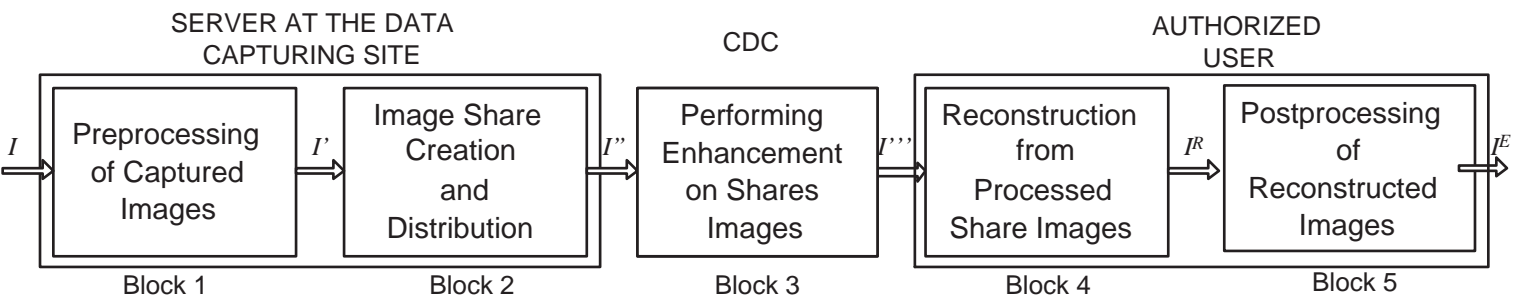 SERVER AT THE DATA
CAPTURING SITE
CDC
AUTHORIZED
USER
I
Preprocessing
of Captured
Images
I’
Image Share
Creation
and
Distribution
I”
Performing
Enhancement
on Shares
Images
I’’’
Reconstruction
from
Processed
Share Images
I^R
Postprocessing
of
Reconstructed
Images
I^E
Block 1
Block 2
Block 3
Block 4
Block 5